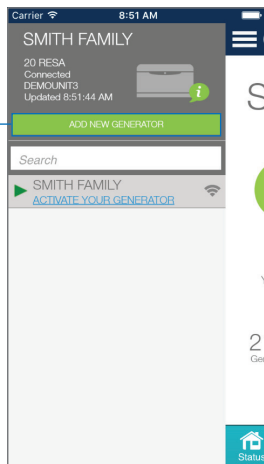 Carrier 8:51 AM
SMITH FAMILY
20 RESA
Connected
DEMOUNIT3
Updated 8:51:44 AM
i
ADD NEW GENERATOR
Search
SMITH FAMILY
ACTIVATE YOUR GENERATOR
S
2
Status